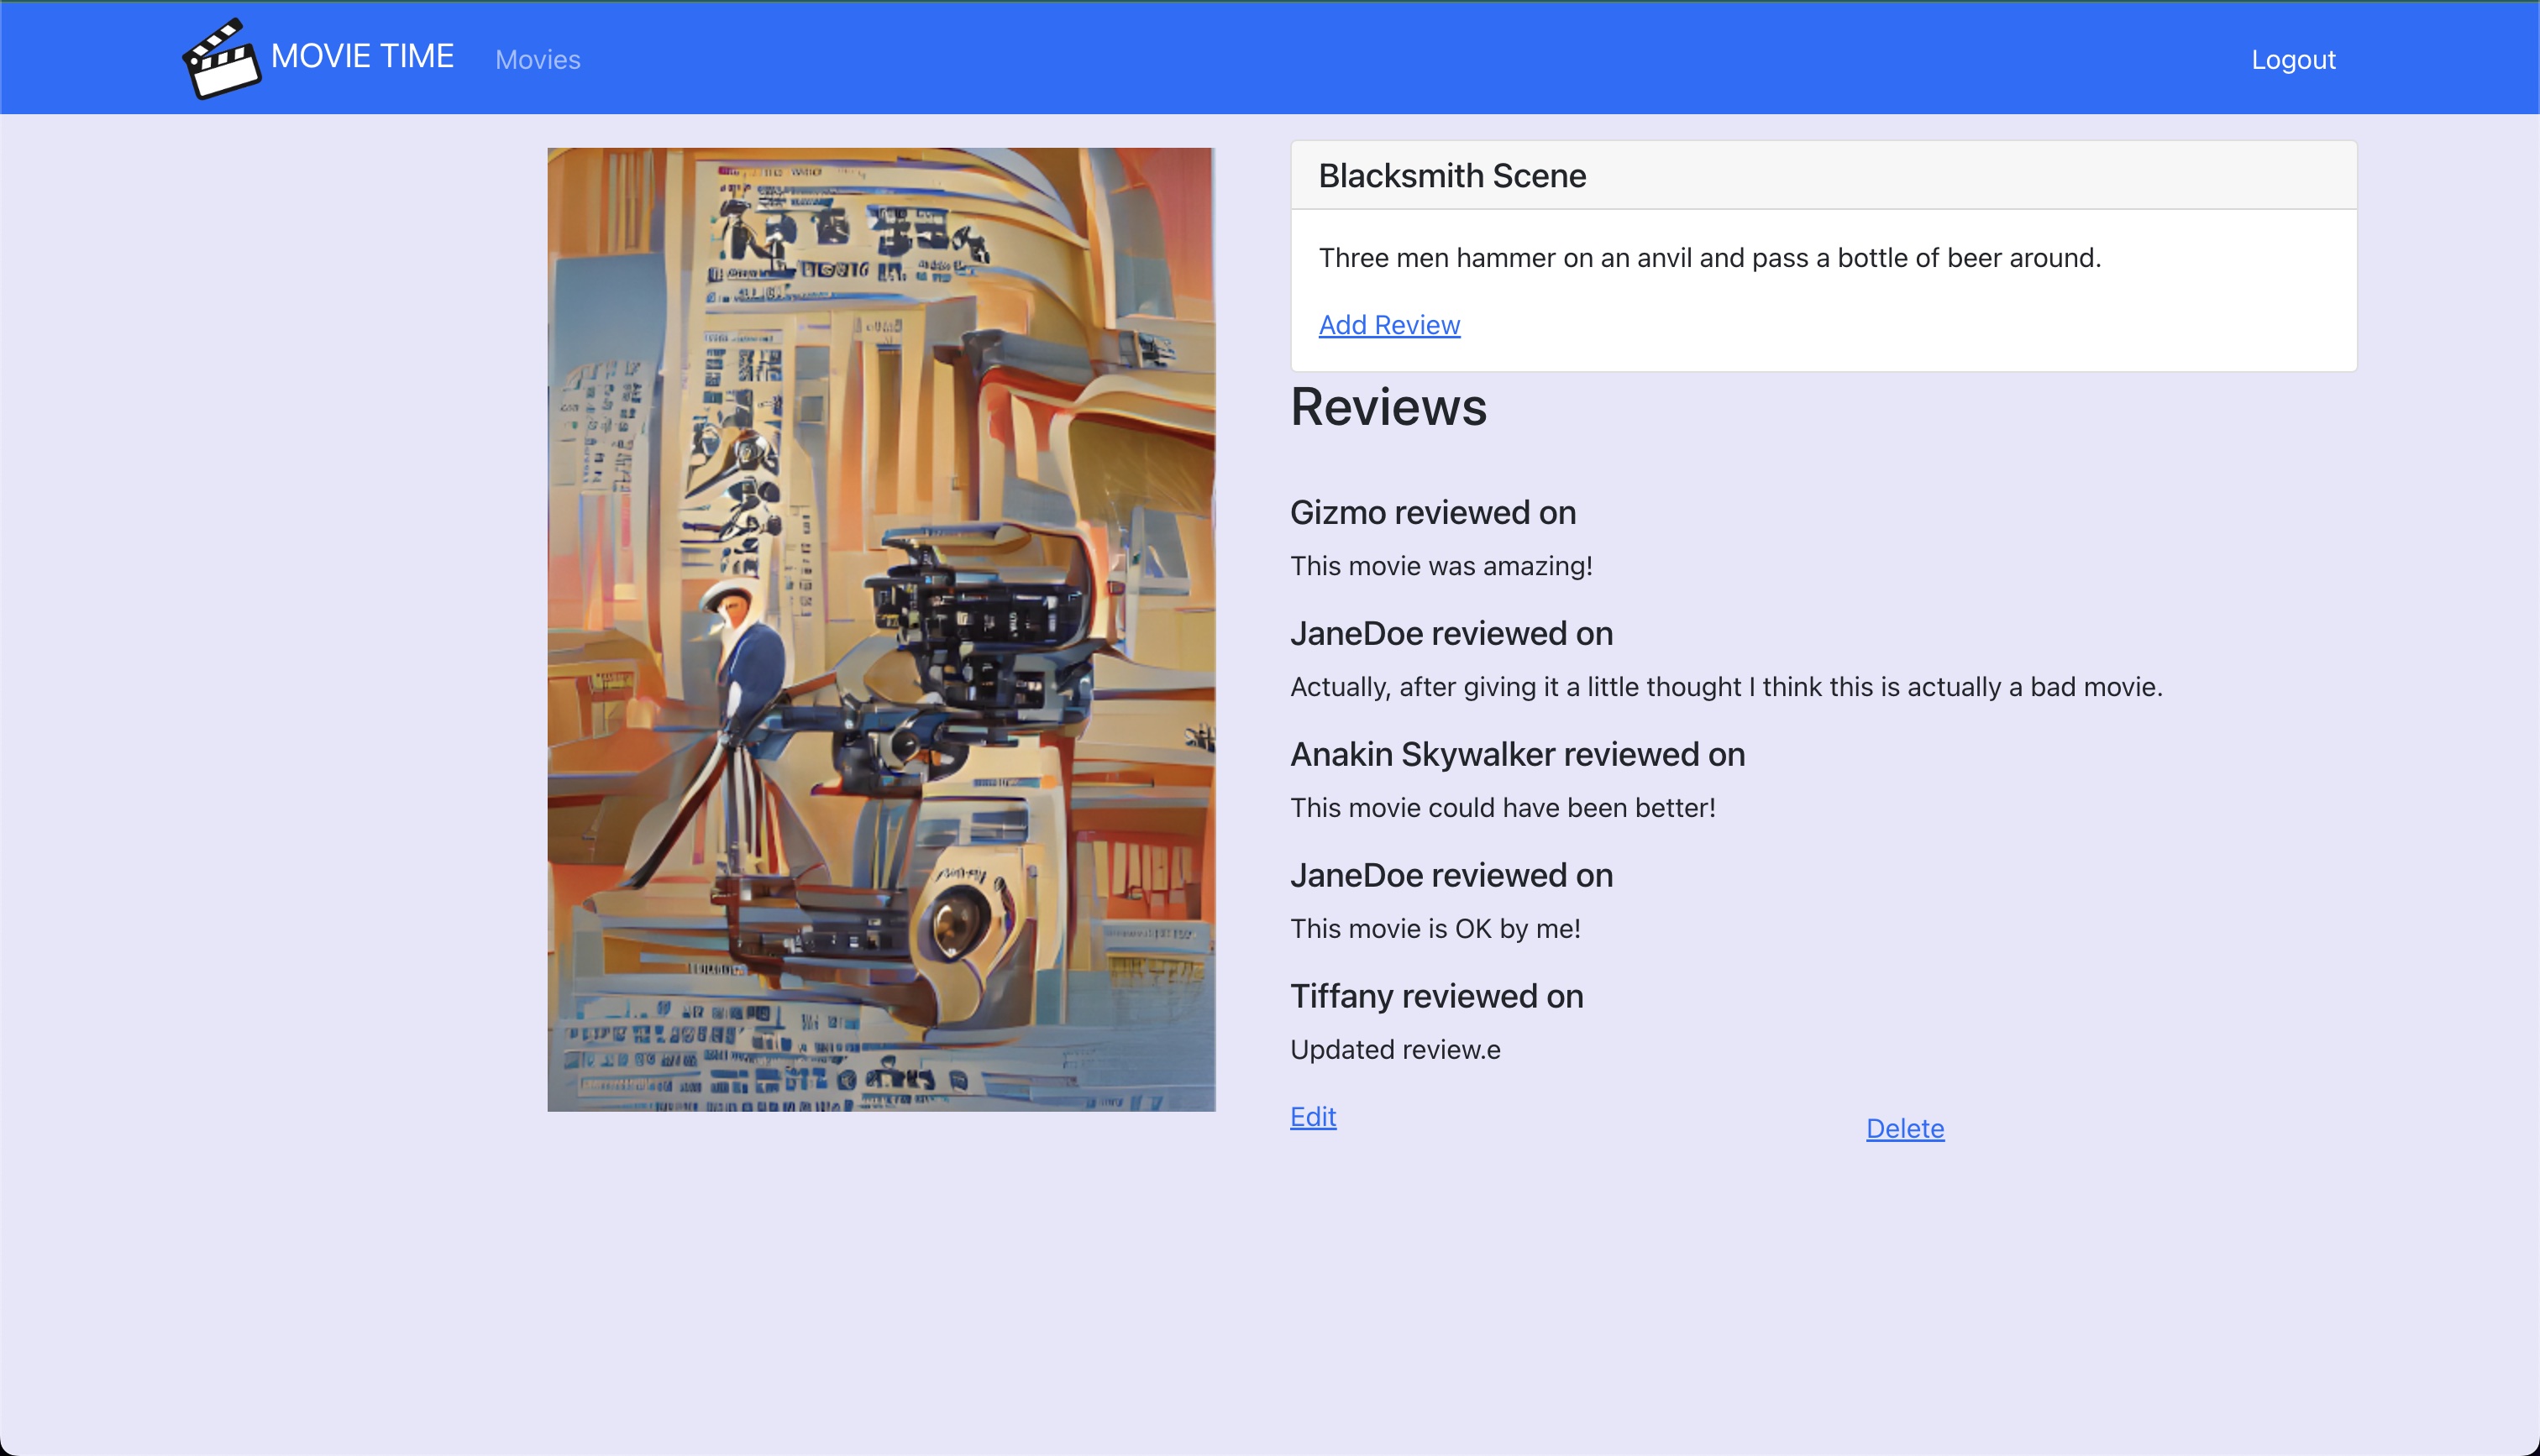 MOVIE TIME
Movies
Logout
Blacksmith Scene
Three men hammer on an anvil and pass a bottle of beer around.
Add Review
Reviews
Gizmo reviewed on
This movie was amazing!
JaneDoe reviewed on
Actually, after giving it a little thought I think this is actually a bad movie.
Anakin Skywalker reviewed on
This movie could have been better!
JaneDoe reviewed on
This movie is OK by me!
Tiffany reviewed on
Updated review.e
Edit
Delete